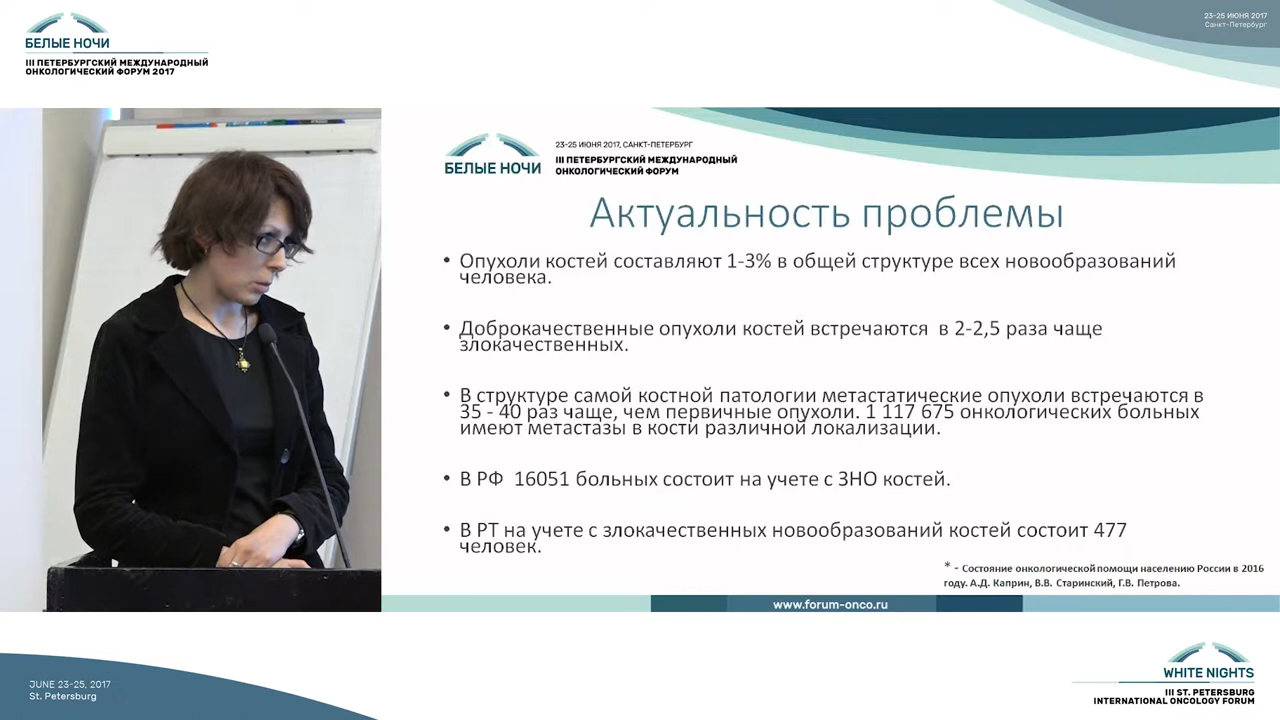 БЕЛЫЕ НОЧИ
III ПЕТЕРБУРГСКИЙ МЕЖДУНАРОДНЫЙ
ОНКОЛОГИЧЕСКИЙ ФОРУМ 2017
23-25 ИЮНЯ 2017
Санкт-Петербург
23-25 ИЮНЯ 2017, САНКТ-ПЕТЕРБУРГ
БЕЛЫЕ НОЧИ
III ПЕТЕРБУРГСКИЙ МЕЖДУНАРОДНЫЙ
ОНКОЛОГИЧЕСКИЙ ФОРУМ
Актуальность проблемы
• Опухоли костей составляют 1-3% в общей структуре всех новообразований
человека.
• Доброкачественные опухоли костей встречаются в 2-2,5 раза чаще
злокачественных.
• В структуре самой костной патологии метастатические опухоли встречаются в
35 - 40 раз чаще, чем первичные опухоли. 1 117 675 онкологических больных
имеют метастазы в кости различной локализации.
• В РФ 16051 больных состоит на учете с ЗНО костей.
• В РТ на учете с злокачественных новообразований костей состоит 477
человек.
* - Состояние онкологической помощи населению России в 2016
году. А.Д. Каприн, В.В. Старинский, Г.В. Петрова.
www.forum-onco.ru
JUNE 23-25, 2017
St. Petersburg
WHITE NIGHTS
III ST. PETERSBURG
INTERNATIONAL ONCOLOGY FORUM